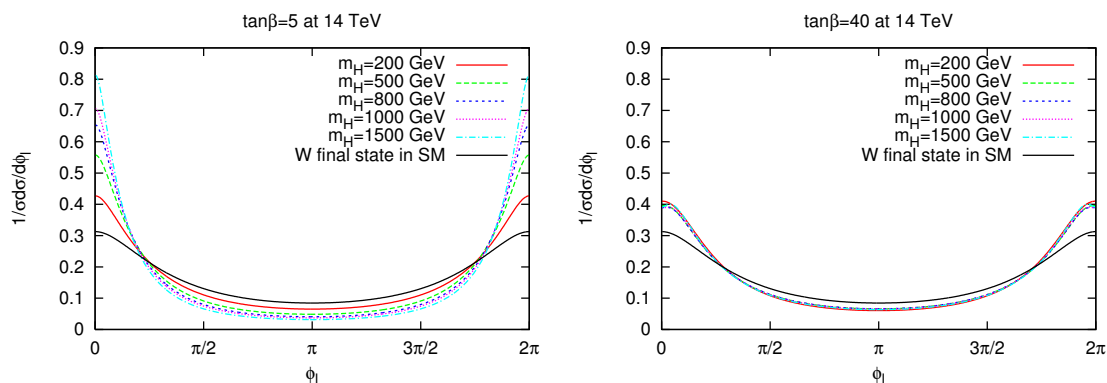 tanβ=5 at 14 TeV
0.9
0.8
0.7
0.6
0.5
0.4
0.3
0.2
0.1
0
1/σdσ/dϕl
m_H=200 GeV
m_H=500 GeV
m_H=800 GeV
m_H=1000 GeV
m_H=1500 GeV
W final state in SM
0 π/2 π 3π/2 2π
ϕl
tanβ=40 at 14 TeV
0.9
0.8
0.7
0.6
0.5
0.4
0.3
0.2
0.1
0
1/σdσ/dϕl
m_H=200 GeV
m_H=500 GeV
m_H=800 GeV
m_H=1000 GeV
m_H=1500 GeV
W final state in SM
0 π/2 π 3π/2 2π
ϕl